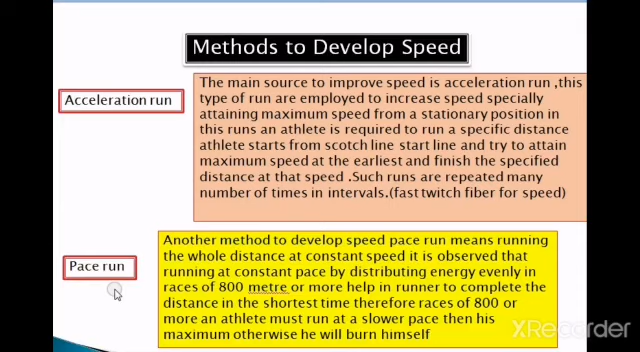 Methods to Develop Speed
Acceleration run
The main source to improve speed is acceleration run ,this
type of run are employed to increase speed specially
attaining maximum speed from a stationary position in
this runs an athlete is required to run a specific distance
athlete starts from scotch line start line and try to attain
maximum speed at the earliest and finish the specified
distance at that speed .Such runs are repeated many
number of times in intervals.(fast twitch fiber for speed)
Pace run
Another method to develop speed pace run means running
the whole distance at constant speed it is observed that
running at constant pace by distributing energy evenly in
races of 800 metre or more help in runner to complete the
distance in the shortest time therefore races of 800 or
more an athlete must run at a slower pace then his
maximum otherwise he will burn himself
XRecorder